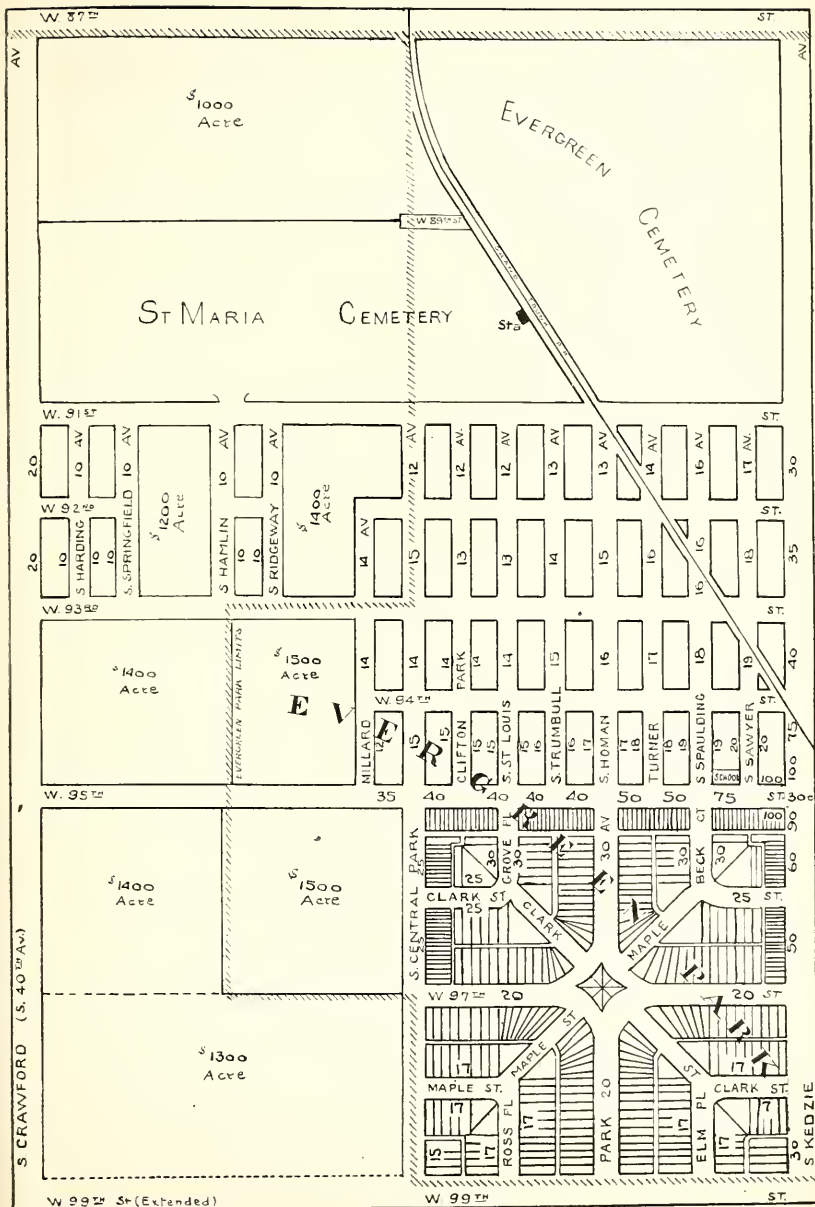 W. 87TH ST.
AV AV
$1000
Acre
EVERGREEN
CEMETERY
W 89TH ST
GRAND TRUNK R.R.
ST MARIA CEMETERY
Sta
W. 91ST ST.
20 10 AV 10 AV 10 AV 10 AV 12 AV 12 AV. 12 AV 13 AV 13 AV 14 AV 16 AV 17 AV. 30
$1200
Acre
$1400
Acre
W 92ND ST.
20 10 S HARDING 10 10 S. SPRINGFIELD S HAMLIN 10 10 S RIDGEWAY 14 AV 15 13 13 14 15 16 16 16 18 35
W. 93RD ST.
$1400
Acre
EVERGREEN PARK LIMITS
$1500
Acre
14 14 14 PARK 14 14 15 16 17 18 19 40
W 94TH ST.
EVERGREEN PARK
MILLARD 12 15 15 CLIFTON 15 15 S. ST LOUIS 15 16 S. TRUMBULL 16 17 S. HOMAN 17 18 TURNER 18 19 S SPAULDING 19 20 S SAWYER 20 75 100
SCHOOL 100
W. 95TH 35 40 40 40 40 50 50 75 ST. 300
$1400
Acre
$1500
Acre
S. CENTRAL PARK
25 25
GROVE PL
30 30
30 AV
BECK CT
30 30
100 90
60
25
CLARK ST
25
CLARK
MAPLE
25 ST.
50
W 97TH 20 20 ST
$1300
Acre
17
MAPLE ST.
MAPLE ST
ST
17
CLARK ST.
17
15 17
ROSS PL
17
PARK 20
17
ELM PL
17
7
30
S CRAWFORD (S. 40TH Av.)
S KEDZIE
W 99TH St (Extended)
W 99TH ST.